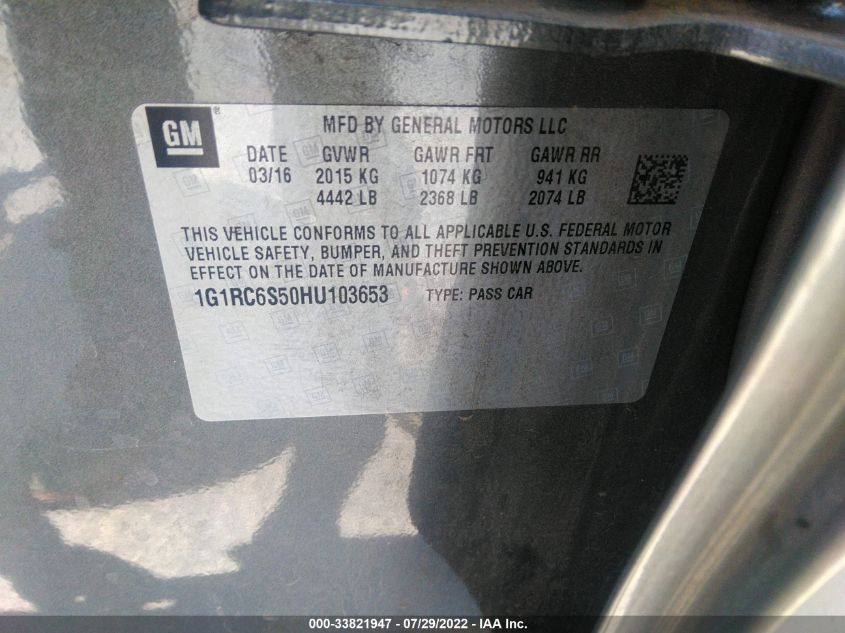 GM®
MFD BY GENERAL MOTORS LLC
DATE GVWR GAWR FRT GAWR RR
03/16 2015 KG 1074 KG 941 KG
4442 LB 2368 LB 2074 LB
THIS VEHICLE CONFORMS TO ALL APPLICABLE U.S. FEDERAL MOTOR
VEHICLE SAFETY, BUMPER, AND THEFT PREVENTION STANDARDS IN
EFFECT ON THE DATE OF MANUFACTURE SHOWN ABOVE.
1G1RC6S50HU103653 TYPE: PASS CAR
000-33821947 - 07/29/2022 - IAA Inc.